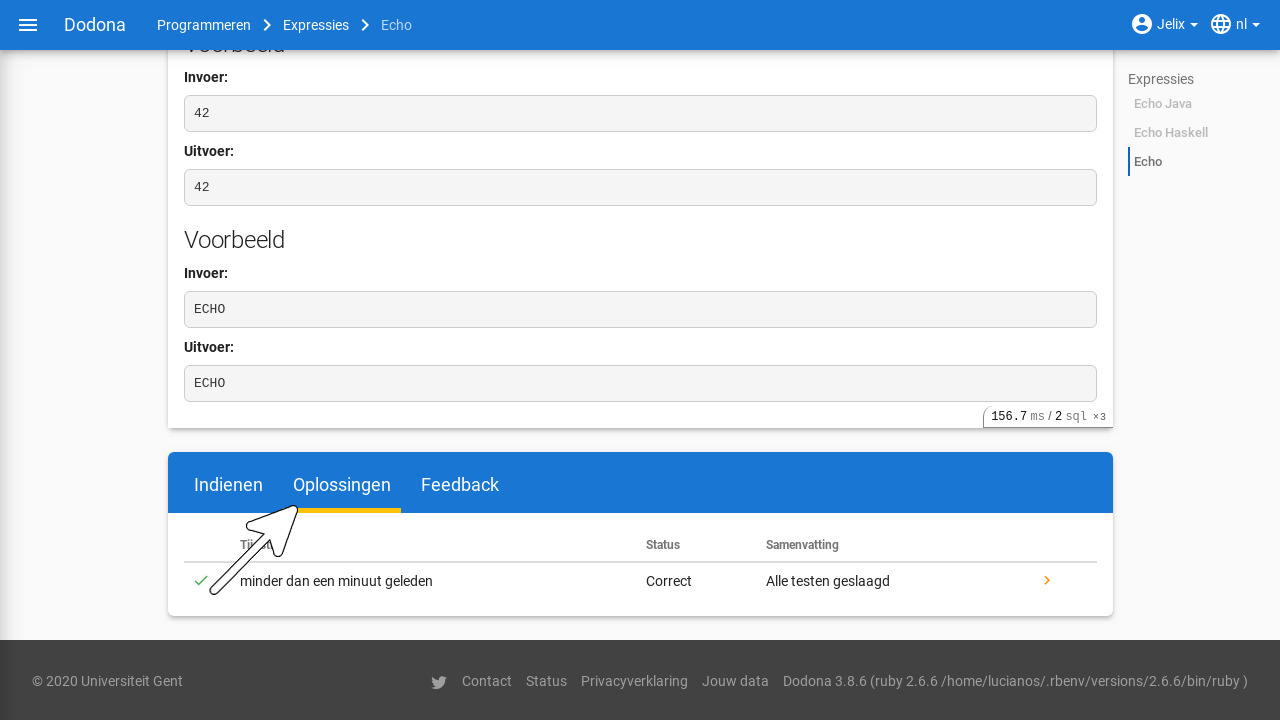 Dodona Programmeren Expressies Echo Jelix nl
Voorbeeld
Expressies
Echo Java
Echo Haskell
Echo
Invoer:
42
Uitvoer:
42
Voorbeeld
Invoer:
ECHO
Uitvoer:
ECHO
156.7 ms / 2 sql ×3
Indienen Oplossingen Feedback
Status Samenvatting
minder dan een minuut geleden Correct Alle testen geslaagd
© 2020 Universiteit Gent Contact Status Privacyverklaring Jouw data Dodona 3.8.6 (ruby 2.6.6 /home/lucianos/.rbenv/versions/2.6.6/bin/ruby )